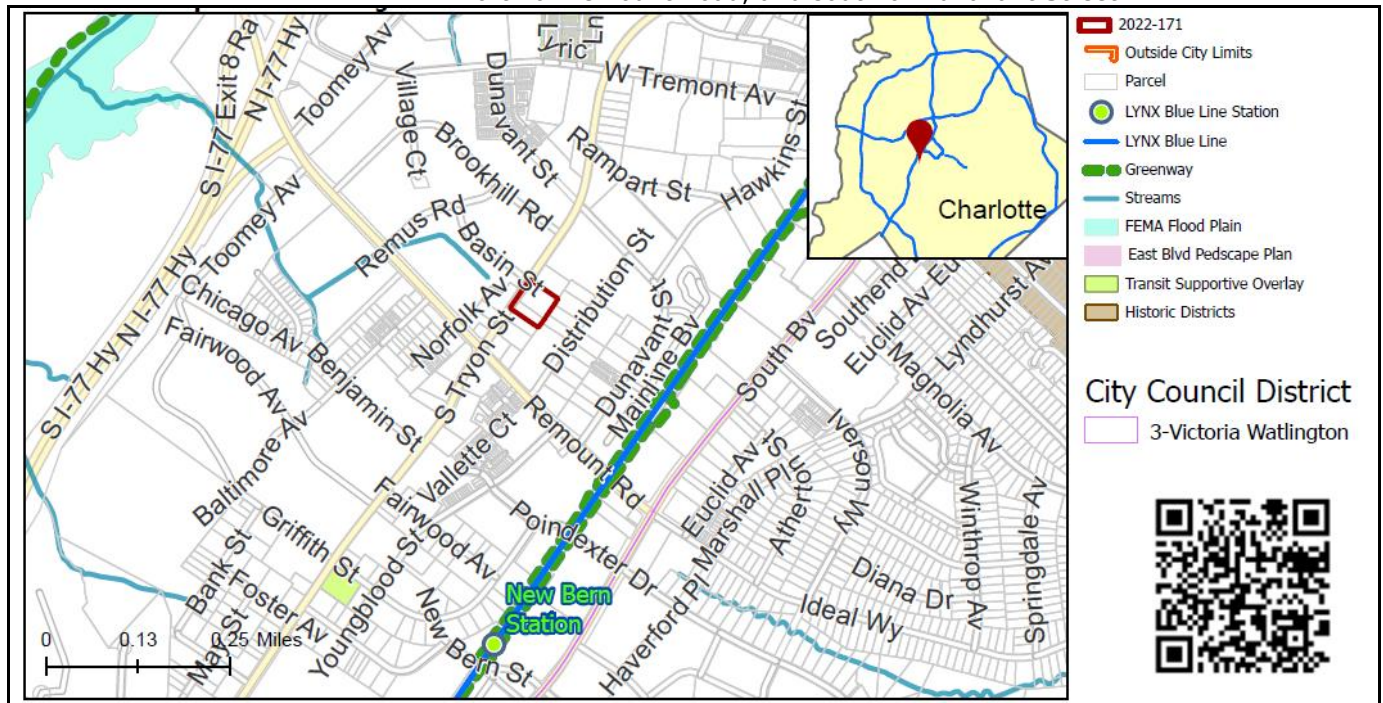 S I-77 Exit 8 Ra
N I-77 Hy
Toomey Av
Village Ct
Lyric Ln
Ln
Dunavant St
W Tremont Av
Brookhill Rd
Rampart St
Hawkins St
Remus Rd
Basin St
Toomey Av
S I-77 Hy
N I-77 Hy
Chicago Av
Norfolk Av
S Tryon St
Distribution St
Dunavant St
Mainline Bv
South Bv
Southend
Euclid Av
Eu
Lyndhurst Av
Magnolia Av
Fairwood Av
Benjamin St
Baltimore Av
Vallette Ct
Remount Rd
Euclid Av
Marshall Pl
Atherton St
Iverson Wy
Winthrop Av
Springdale Av
Griffith St
Fairwood Av
Poindexter Dr
Bank St
Foster Av
May St
Youngblood St
New Bern St
New Bern
Station
Haverford Pl
Diana Dr
Ideal Wy
0 0.13 0.25 Miles
Charlotte
2022-171
Outside City Limits
Parcel
LYNX Blue Line Station
LYNX Blue Line
Greenway
Streams
FEMA Flood Plain
East Blvd Pedscape Plan
Transit Supportive Overlay
Historic Districts
City Council District
3-Victoria Watlington